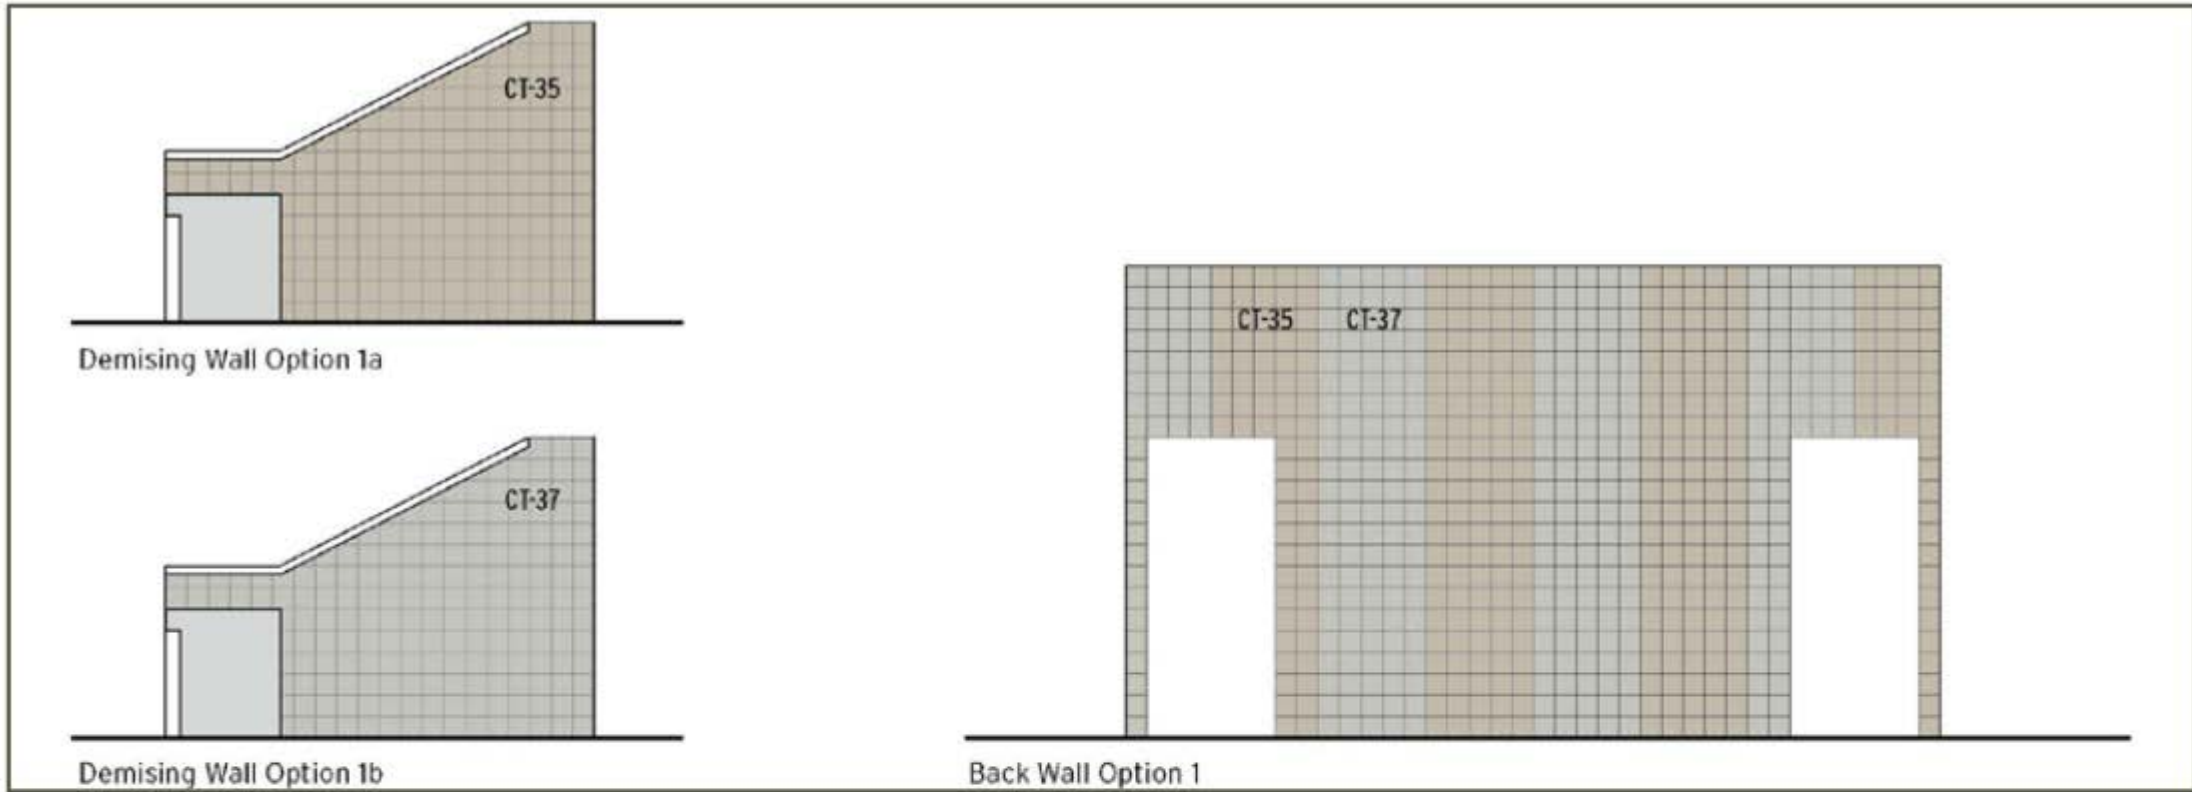 CT-35
Demising Wall Option 1a
CT-37
Demising Wall Option 1b
CT-35 CT-37
Back Wall Option 1